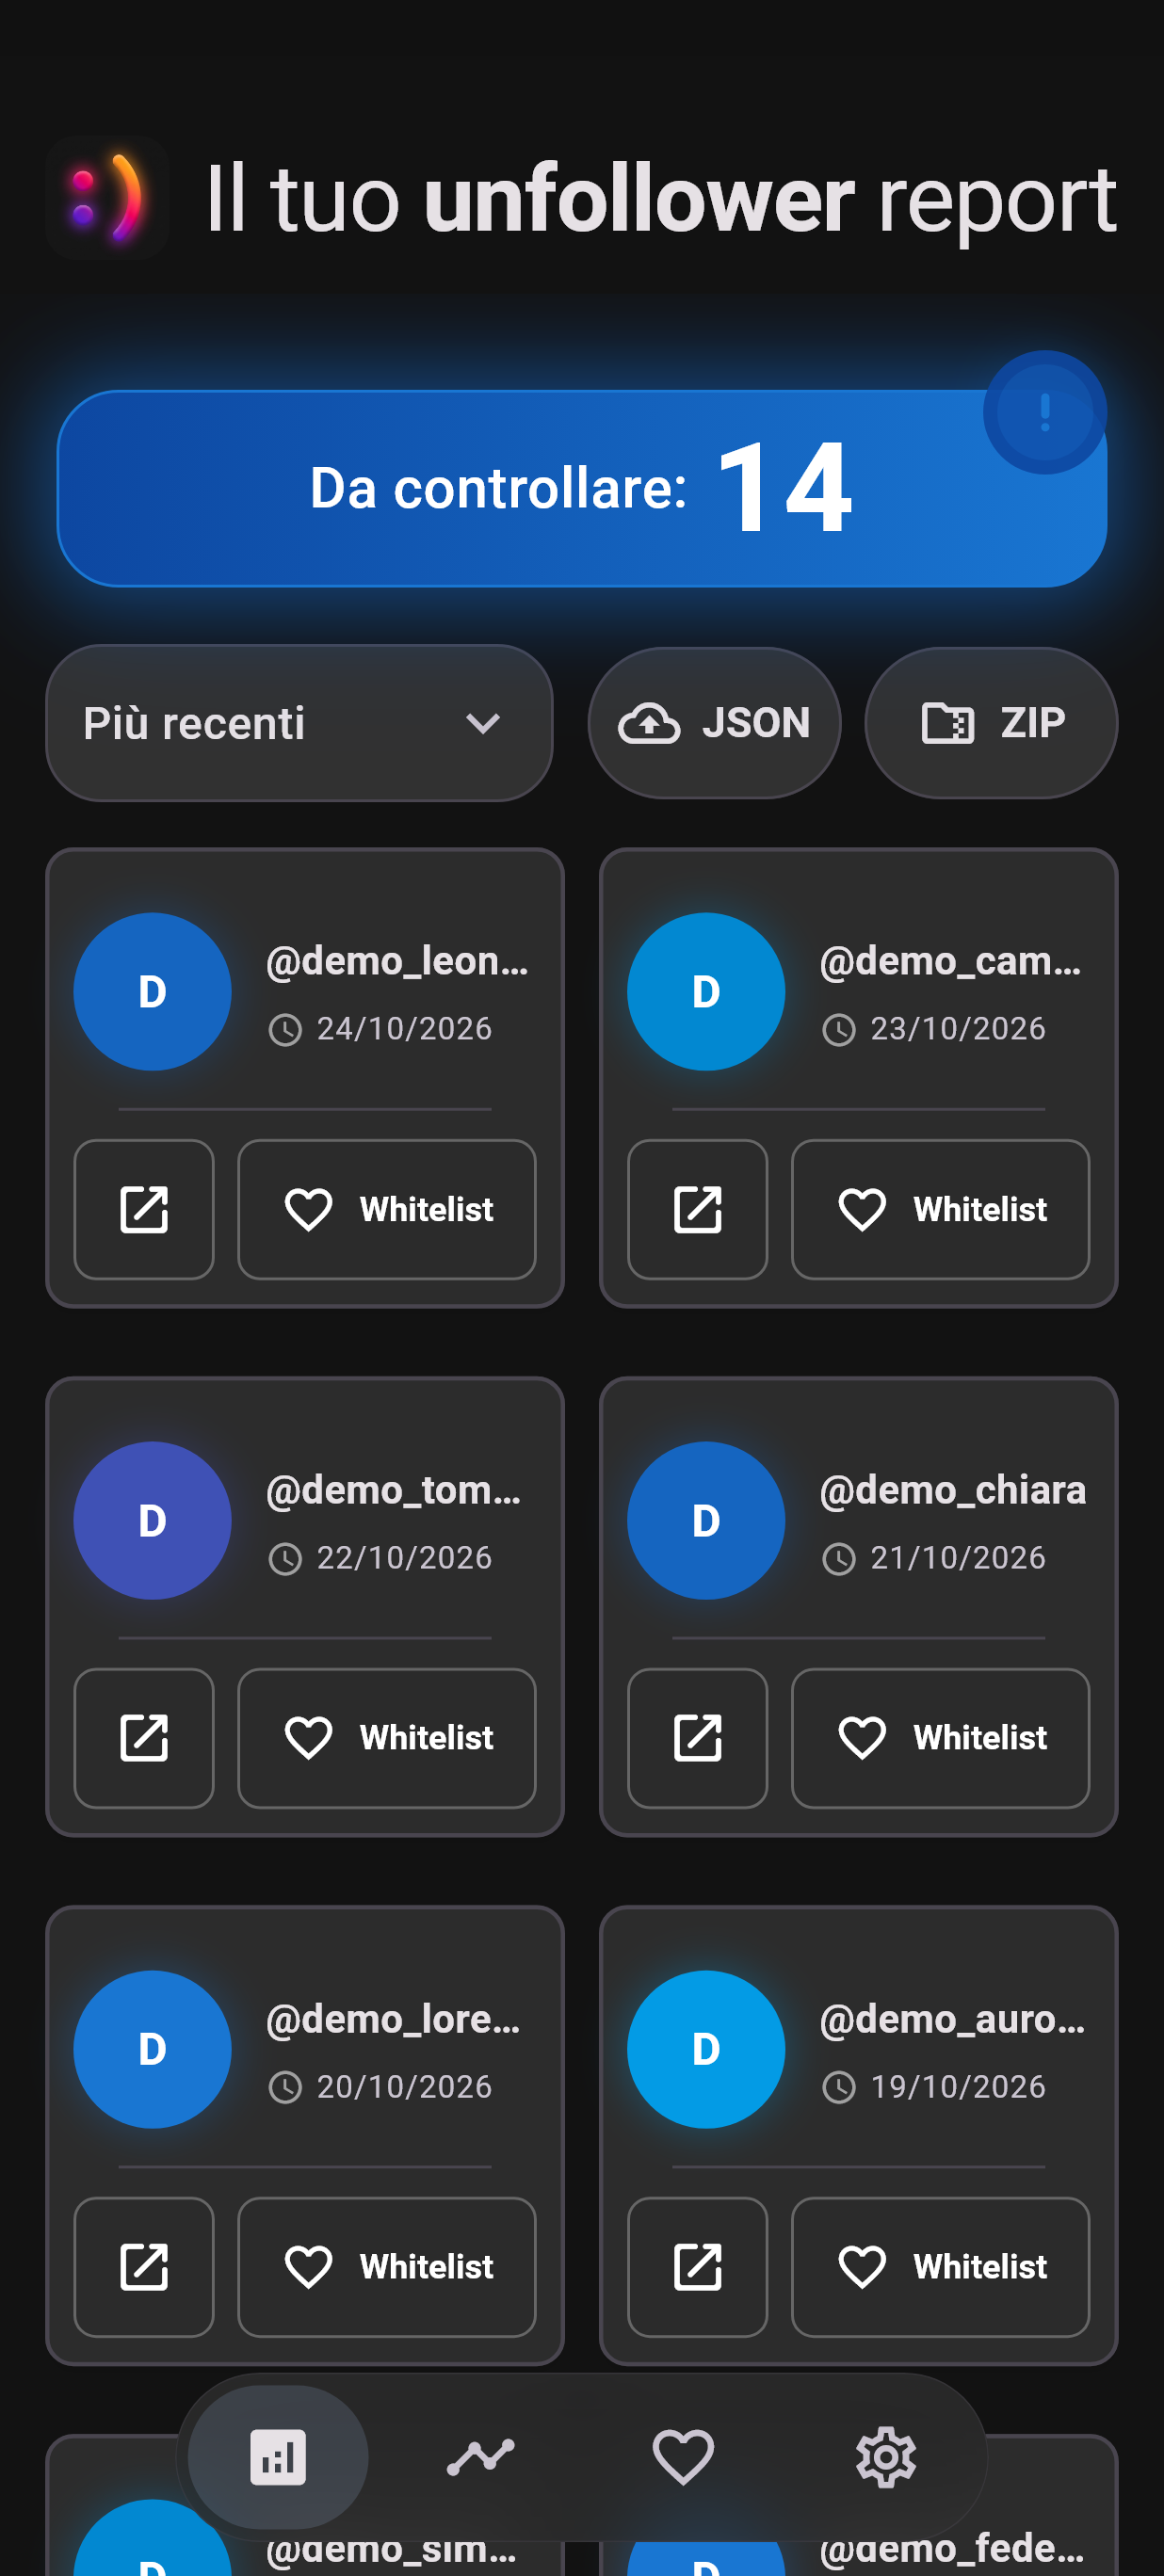 Il tuo unfollower report
Da controllare: 14
Più recenti
JSON
ZIP
D
@demo_leon…
24/10/2026
Whitelist
D
@demo_cam…
23/10/2026
Whitelist
D
@demo_tom…
22/10/2026
Whitelist
D
@demo_chiara
21/10/2026
Whitelist
D
@demo_lore…
20/10/2026
Whitelist
D
@demo_auro…
19/10/2026
Whitelist
D
@demo_sim…
D
@demo_fede…